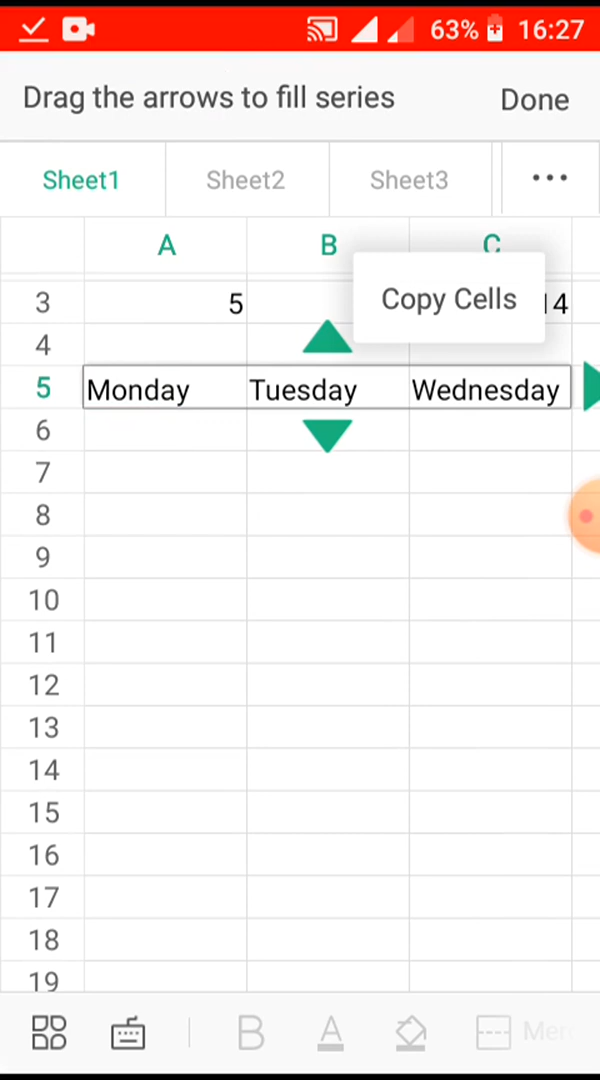 63% 16:27
Drag the arrows to fill series Done
Sheet1 Sheet2 Sheet3 •••
A B C
Copy Cells
3 5 14
4
5 Monday Tuesday Wednesday
6
7
8
9
10
11
12
13
14
15
16
17
18
19
B A